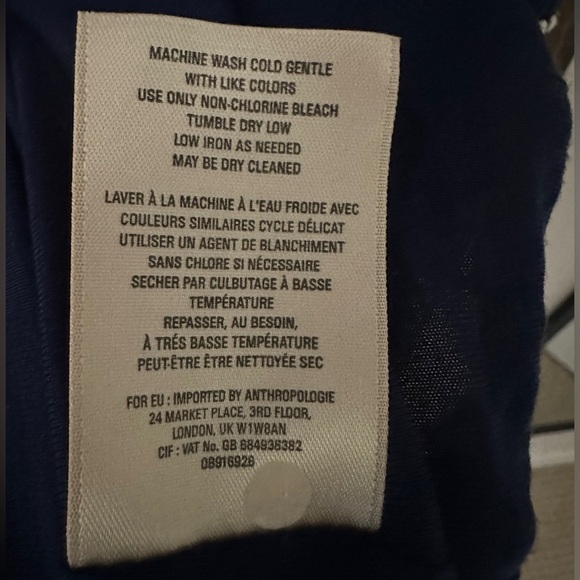 MACHINE WASH COLD GENTLE
WITH LIKE COLORS
USE ONLY NON-CHLORINE BLEACH
TUMBLE DRY LOW
LOW IRON AS NEEDED
MAY BE DRY CLEANED
LAVER À LA MACHINE À L'EAU FROIDE AVEC
COULEURS SIMILAIRES CYCLE DÉLICAT
UTILISER UN AGENT DE BLANCHIMENT
SANS CHLORE SI NÉCESSAIRE
SECHER PAR CULBUTAGE À BASSE
TEMPÉRATURE
REPASSER, AU BESOIN,
À TRÉS BASSE TEMPÉRATURE
PEUT-ÊTRE ÊTRE NETTOYÉE SEC
FOR EU : IMPORTED BY ANTHROPOLOGIE
24 MARKET PLACE, 3RD FLOOR,
LONDON, UK W1W8AN
CIF : VAT No. GB 684936382
OB916926